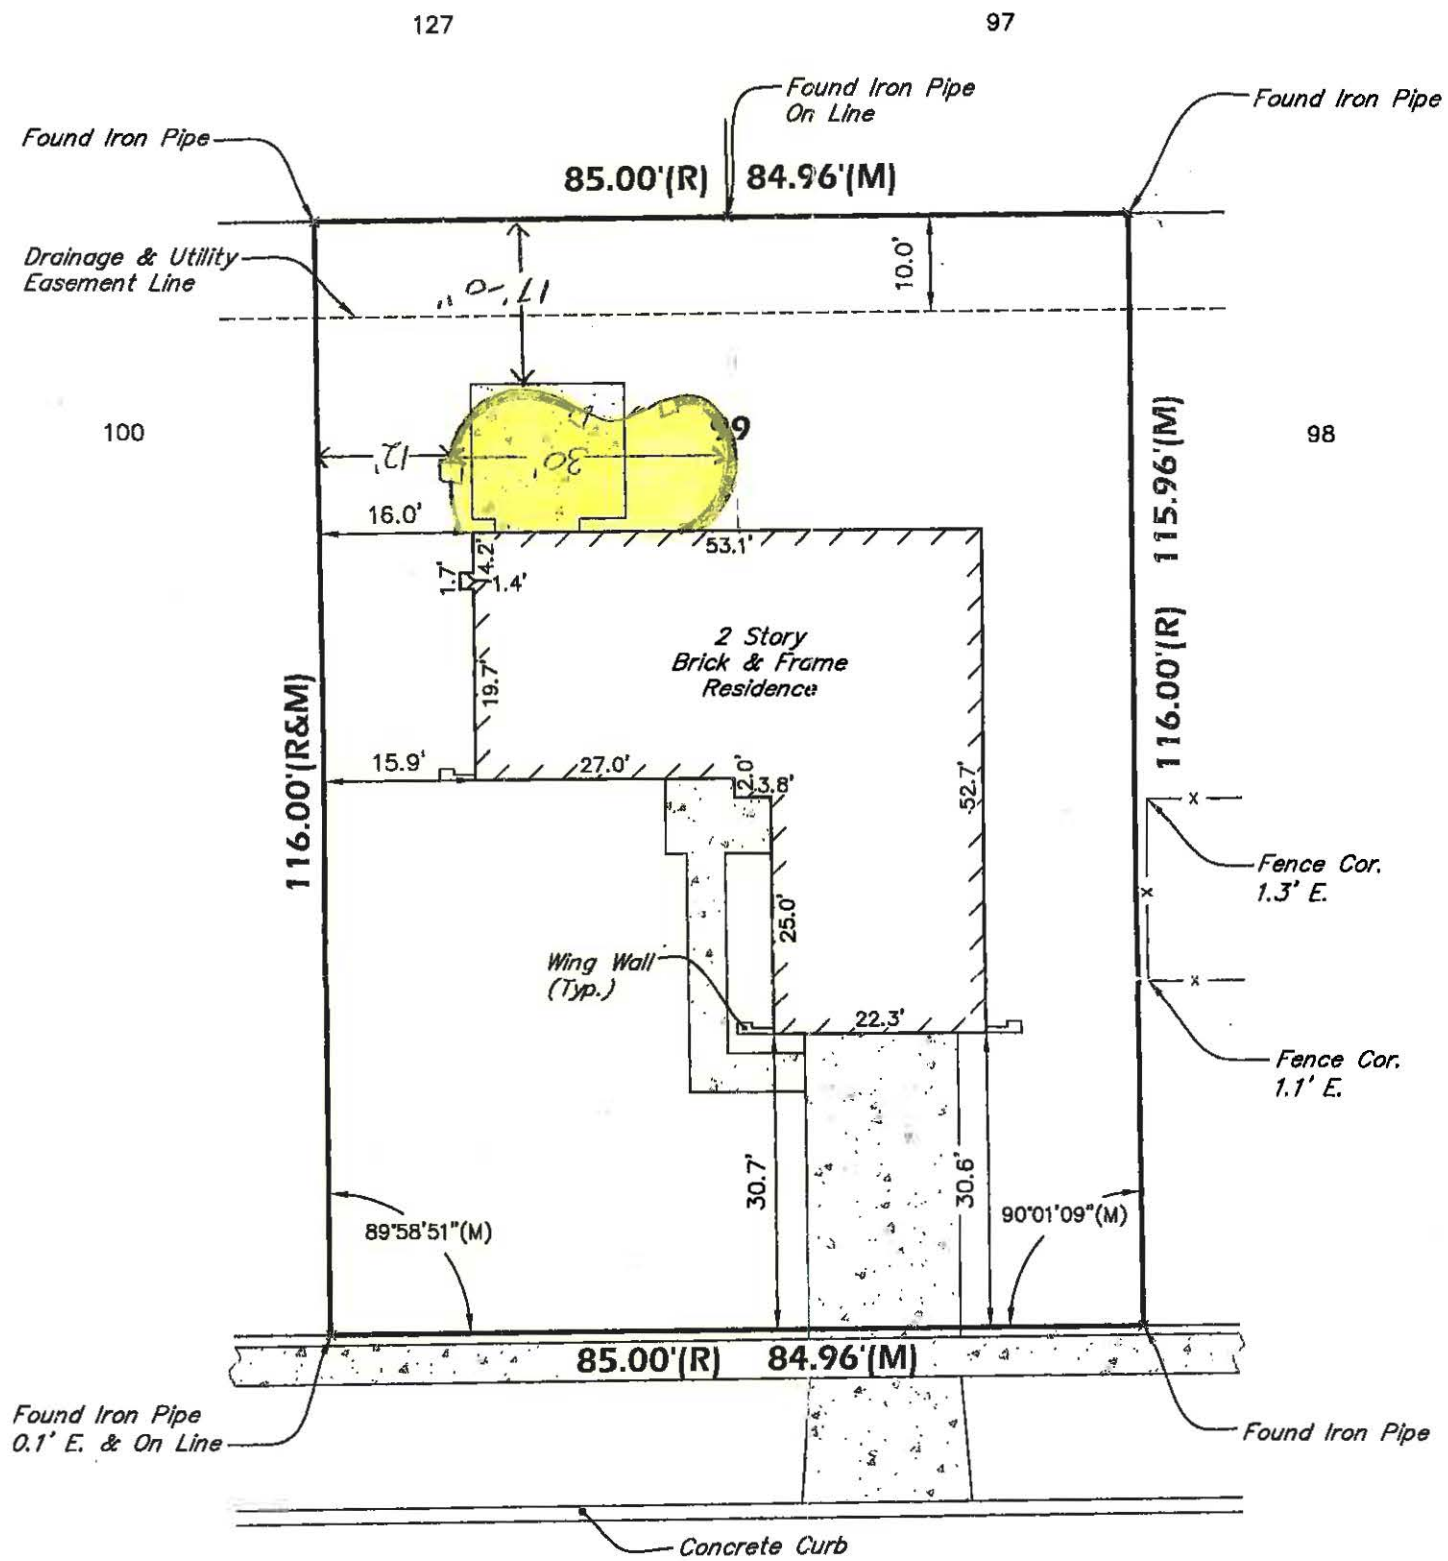 127
97
Found Iron Pipe
On Line
Found Iron Pipe
Found Iron Pipe
85.00'(R) 84.96'(M)
Drainage & Utility
Easement Line
17'-0"
10.0'
100
99
98
12'
30'
16.0'
53.1'
4.2'
1.7'
1.4'
115.96'(M)
116.00'(R)
2 Story
Brick & Frame
Residence
19.7'
116.00'(R&M)
15.9'
27.0'
2.0'
3.8'
52.7'
Fence Cor.
1.3' E.
25.0'
Wing Wall
(Typ.)
22.3'
Fence Cor.
1.1' E.
30.7'
30.6'
89°58'51"(M)
90°01'09"(M)
85.00'(R) 84.96'(M)
Found Iron Pipe
0.1' E. & On Line
Found Iron Pipe
Concrete Curb